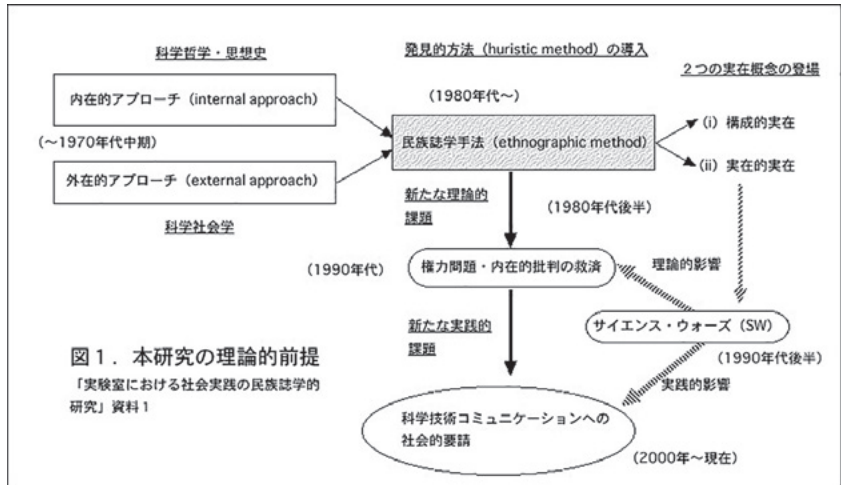 科学哲学・思想史
発見的方法（huristic method）の導入
2つの実在概念の登場
内在的アプローチ（internal approach）
（1980年代～）
（～1970年代中期）
民族誌学手法（ethnographic method）
（i）構成的実在
（ii）実在的実在
外在的アプローチ（external approach）
科学社会学
新たな理論的
課題
（1980年代後半）
（1990年代）
権力問題・内在的批判の救済
理論的影響
新たな実践的
課題
サイエンス・ウォーズ（SW）
（1990年代後半）
実践的影響
図1．本研究の理論的前提
「実験室における社会実践の民族誌学的
研究」資料1
科学技術コミュニケーションへの
社会的要請
（2000年～現在）